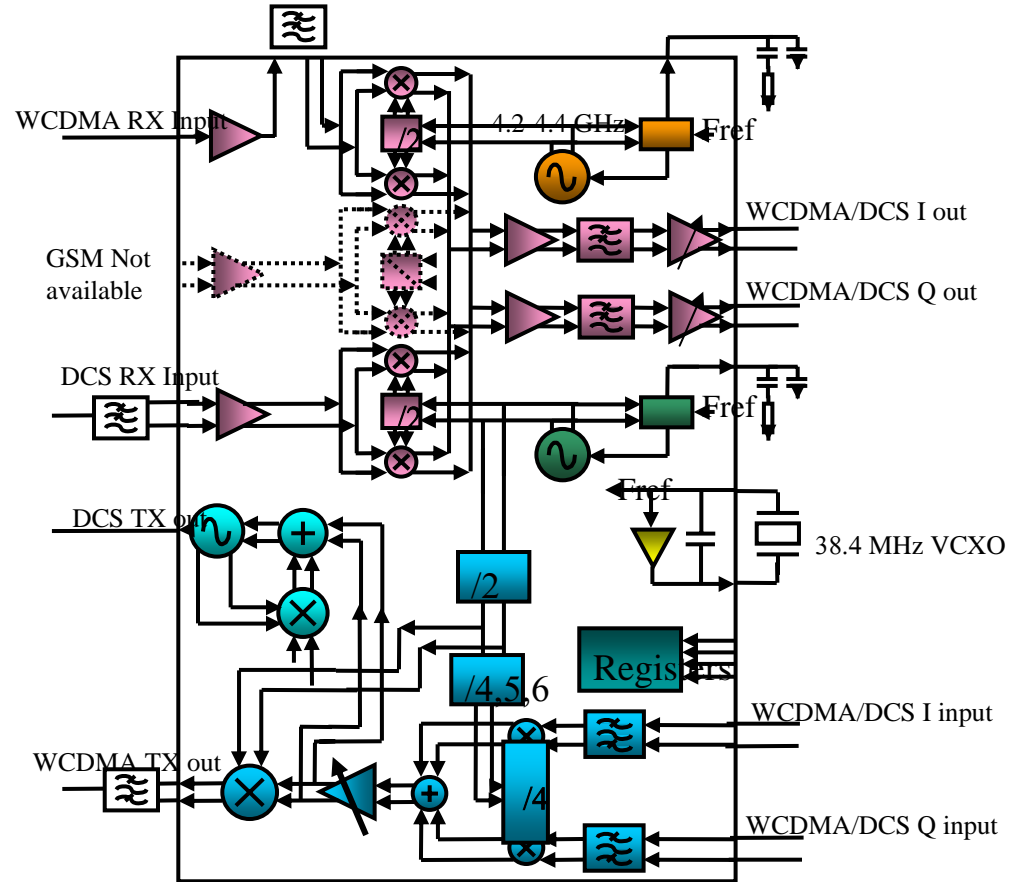 WCDMA RX Input
/2
4.2-4.4 GHz
Fref
WCDMA/DCS I out
GSM Not
available
WCDMA/DCS Q out
DCS RX Input
/2
Fref
Fref
DCS TX out
38.4 MHz VCXO
/2
Registers
/4,5,6
WCDMA/DCS I input
WCDMA TX out
/4
WCDMA/DCS Q input